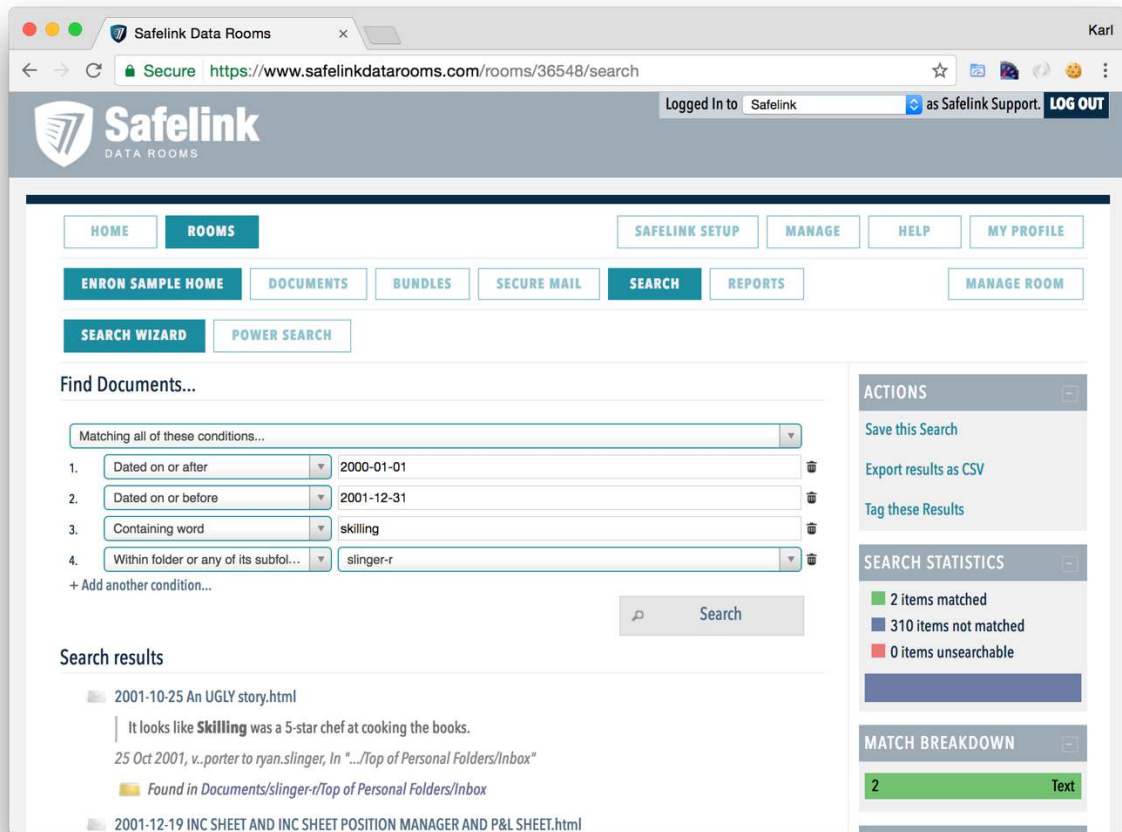 Safelink Data Rooms
Karl
Secure https://www.safelinkdatarooms.com/rooms/36548/search
Logged In to Safelink as Safelink Support. LOG OUT
Safelink
DATA ROOMS
HOME ROOMS SAFELINK SETUP MANAGE HELP MY PROFILE
ENRON SAMPLE HOME DOCUMENTS BUNDLES SECURE MAIL SEARCH REPORTS MANAGE ROOM
SEARCH WIZARD POWER SEARCH
Find Documents...
Matching all of these conditions...
1. Dated on or after 2000-01-01
2. Dated on or before 2001-12-31
3. Containing word skilling
4. Within folder or any of its subfol... slinger-r
+ Add another condition...
Search
Search results
2001-10-25 An UGLY story.html
It looks like Skilling was a 5-star chef at cooking the books.
25 Oct 2001, v..porter to ryan.slinger, In ".../Top of Personal Folders/Inbox"
Found in Documents/slinger-r/Top of Personal Folders/Inbox
2001-12-19 INC SHEET AND INC SHEET POSITION MANAGER AND P&L SHEET.html
ACTIONS
Save this Search
Export results as CSV
Tag these Results
SEARCH STATISTICS
2 items matched
310 items not matched
0 items unsearchable
MATCH BREAKDOWN
2 Text